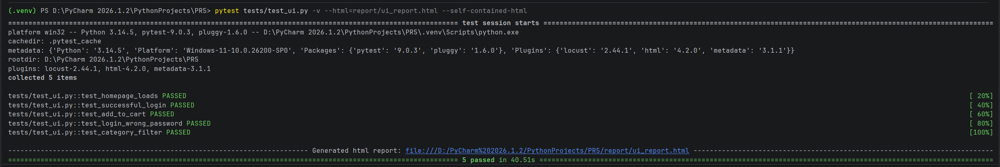 (.venv) PS D:\PyCharm 2026.1.2\PythonProjects\PR5> pytest tests/test_ui.py -v --html=report/ui_report.html --self-contained-html
=============================================================================================================== test session starts ===============================================================================================================
platform win32 -- Python 3.14.5, pytest-9.0.3, pluggy-1.6.0 -- D:\PyCharm 2026.1.2\PythonProjects\PR5\.venv\Scripts\python.exe
cachedir: .pytest_cache
metadata: {'Python': '3.14.5', 'Platform': 'Windows-11-10.0.26200-SP0', 'Packages': {'pytest': '9.0.3', 'pluggy': '1.6.0'}, 'Plugins': {'locust': '2.44.1', 'html': '4.2.0', 'metadata': '3.1.1'}}
rootdir: D:\PyCharm 2026.1.2\PythonProjects\PR5
plugins: locust-2.44.1, html-4.2.0, metadata-3.1.1
collected 5 items
tests/test_ui.py::test_homepage_loads PASSED [ 20%]
tests/test_ui.py::test_successful_login PASSED [ 40%]
tests/test_ui.py::test_add_to_cart PASSED [ 60%]
tests/test_ui.py::test_login_wrong_password PASSED [ 80%]
tests/test_ui.py::test_category_filter PASSED [100%]
-------------------------------------------------------------------------- Generated html report: file:///D:/PyCharm%202026.1.2/PythonProjects/PR5/report/ui_report.html --------------------------------------------------------------------------
=============================================================================================================== 5 passed in 40.51s ================================================================================================================